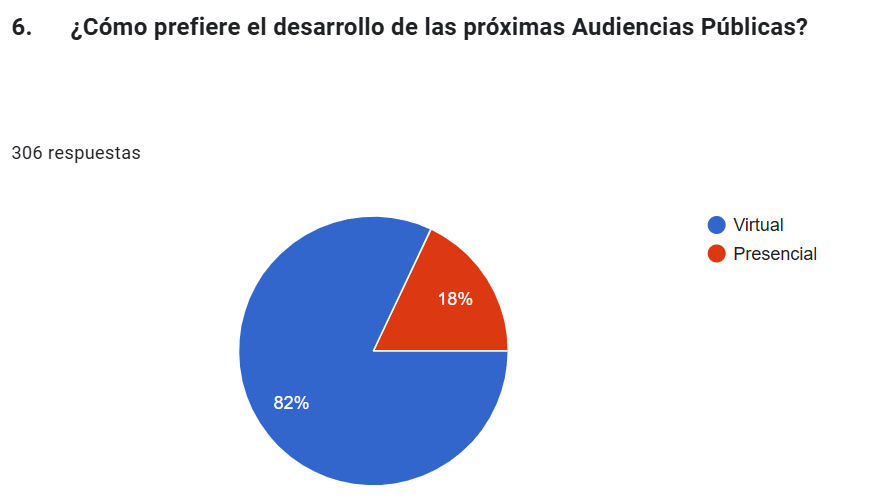 6. ¿Cómo prefiere el desarrollo de las próximas Audiencias Públicas?
306 respuestas
Virtual
Presencial
18%
82%